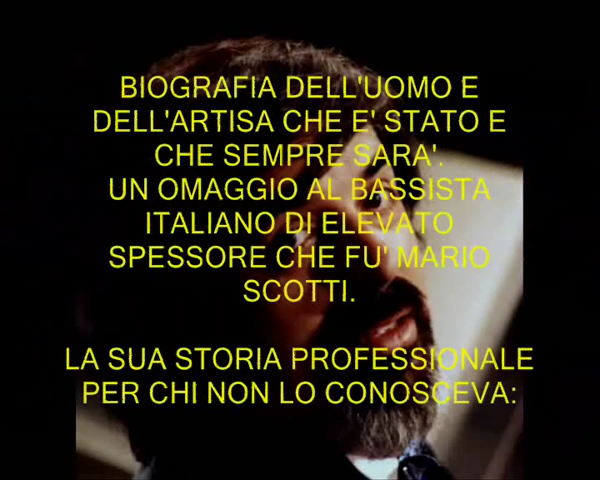 BIOGRAFIA DELL'UOMO E
DELL'ARTISA CHE E' STATO E
CHE SEMPRE SARA'.
UN OMAGGIO AL BASSISTA
ITALIANO DI ELEVATO
SPESSORE CHE FU' MARIO
SCOTTI.
LA SUA STORIA PROFESSIONALE
PER CHI NON LO CONOSCEVA: